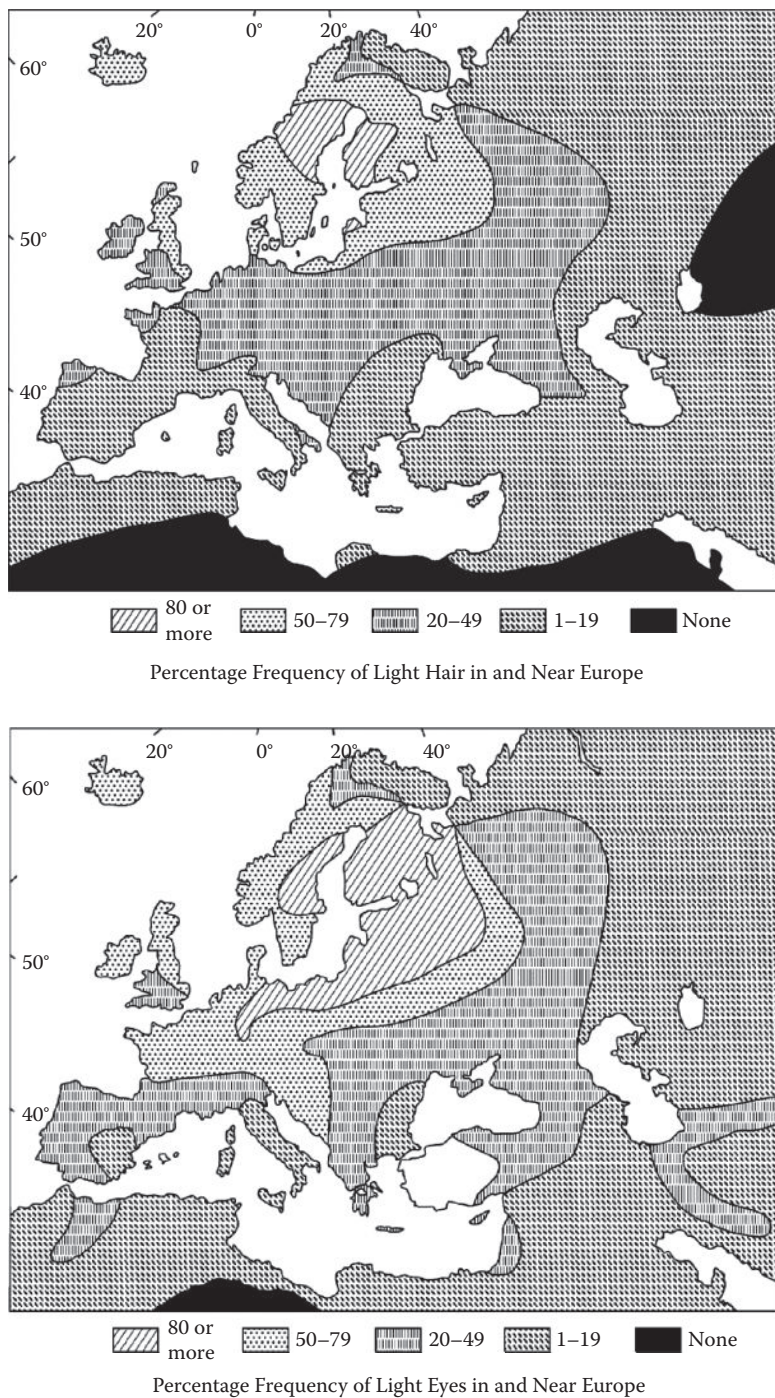 20° 0° 20° 40°
60°
50°
40°
80 or more 50–79 20–49 1–19 None
Percentage Frequency of Light Hair in and Near Europe
20° 0° 20° 40°
60°
50°
40°
80 or more 50–79 20–49 1–19 None
Percentage Frequency of Light Eyes in and Near Europe